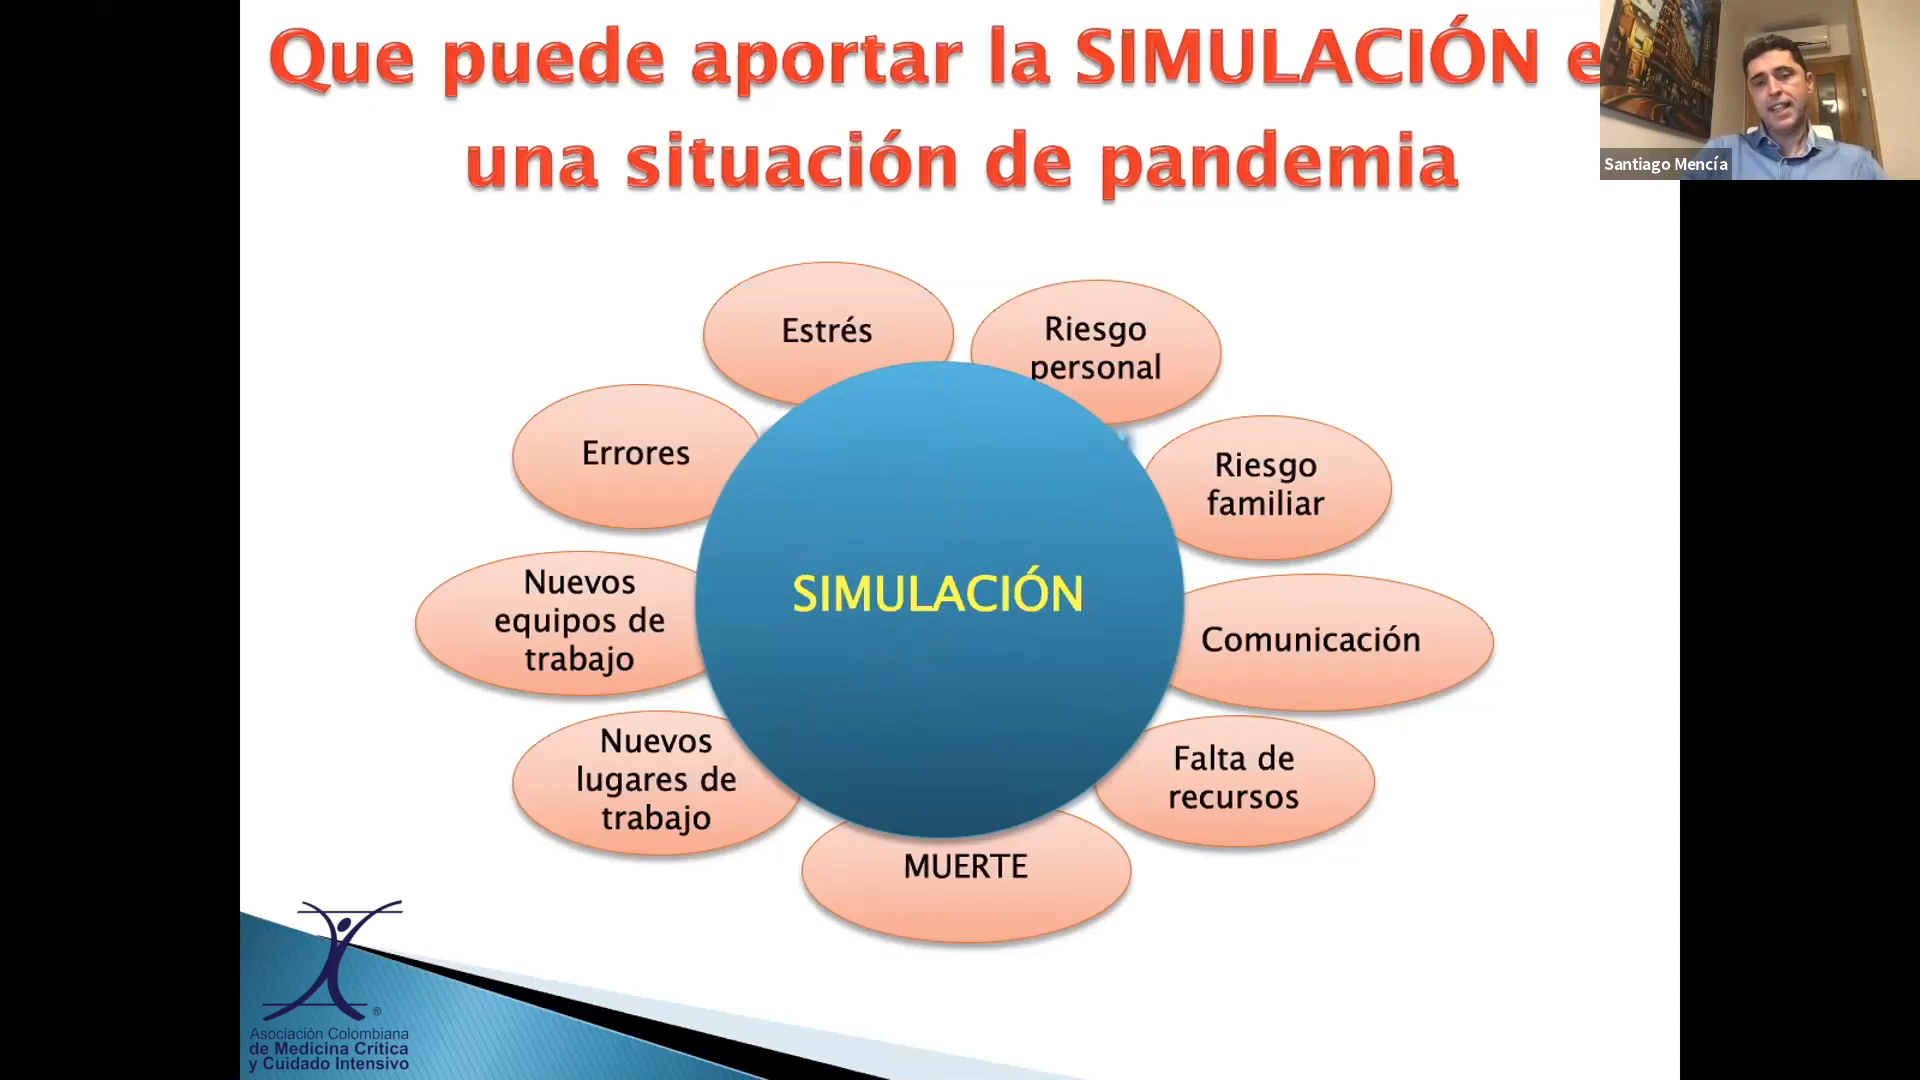 Que puede aportar la SIMULACIÓN e
una situación de pandemia
Santiago Mencía
Estrés
Riesgo
personal
Errores
Riesgo
familiar
Nuevos
equipos de
trabajo
SIMULACIÓN
Comunicación
Nuevos
lugares de
trabajo
Falta de
recursos
MUERTE
®
Asociación Colombiana
de Medicina Crítica
y Cuidado Intensivo